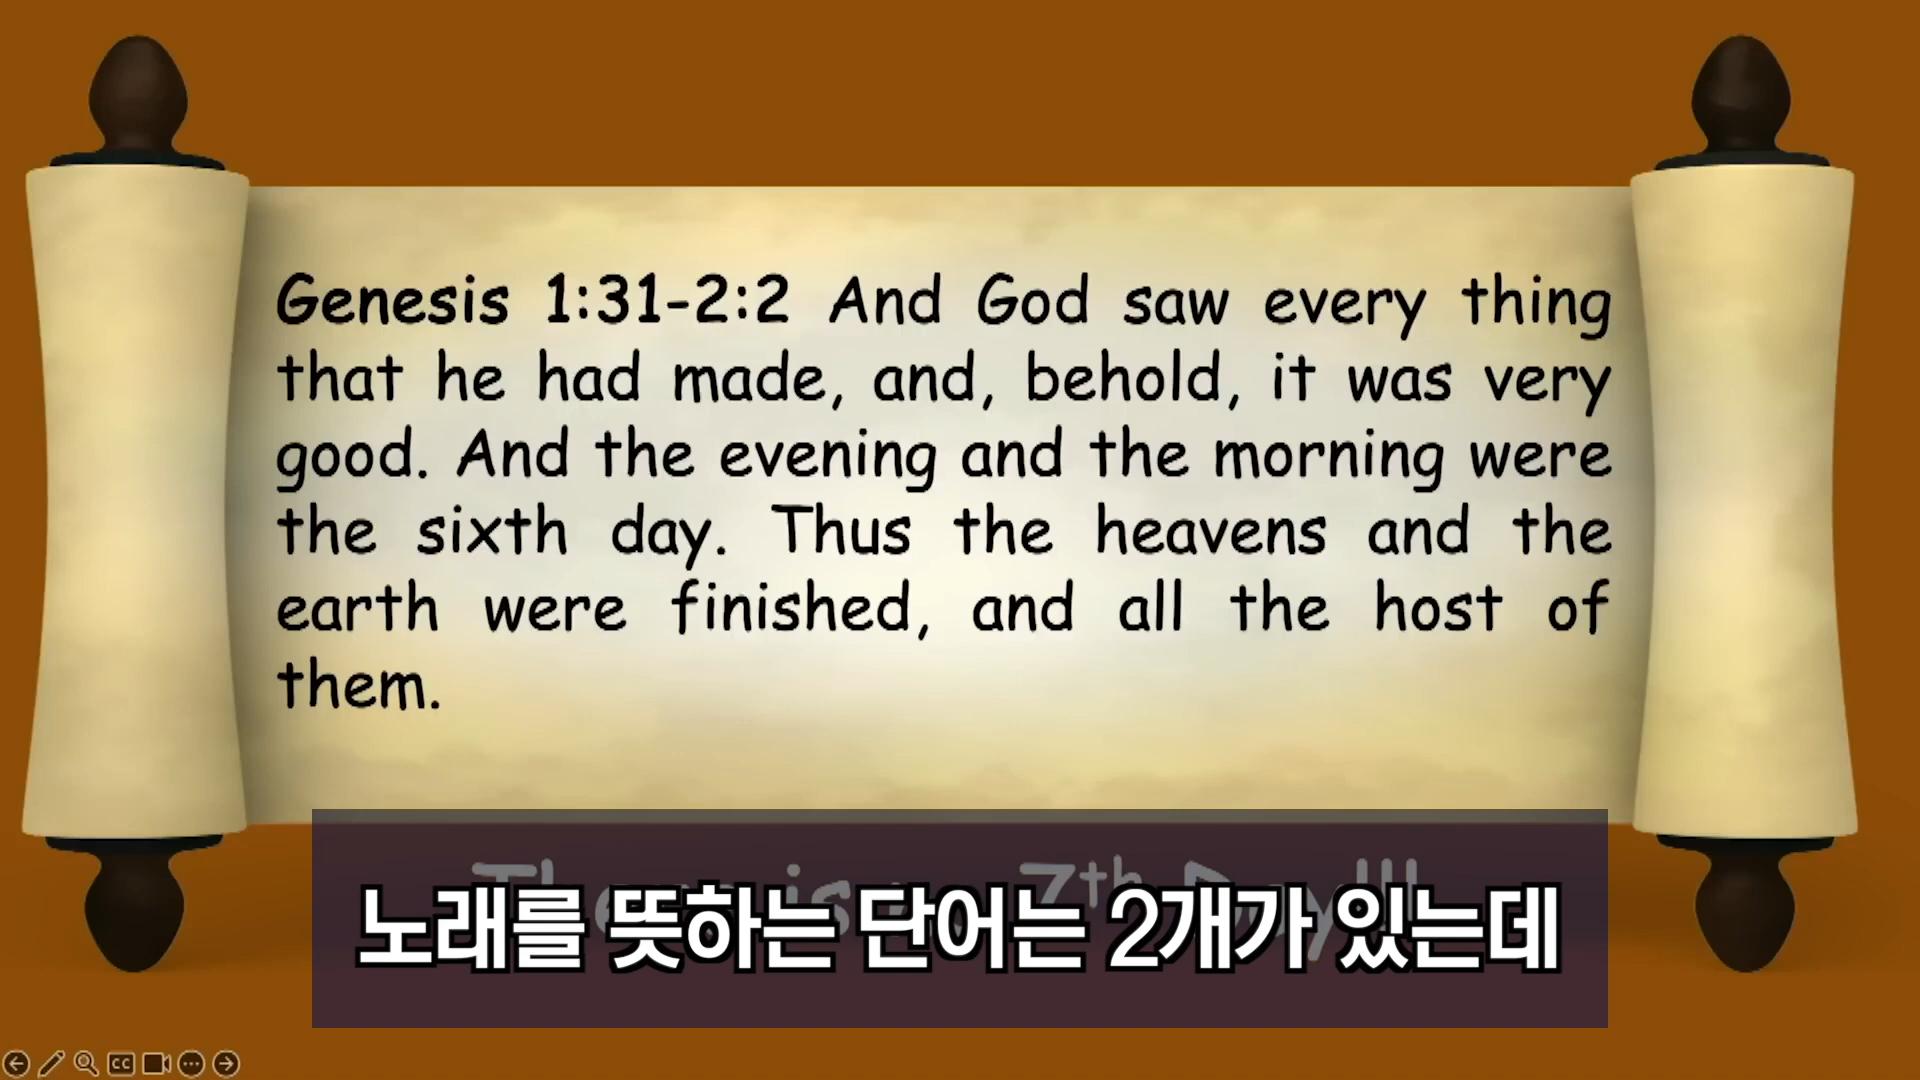 Genesis 1:31-2:2 And God saw every thing
that he had made, and, behold, it was very
good. And the evening and the morning were
the sixth day. Thus the heavens and the
earth were finished, and all the host of
them.
7th Day!!!
노래를 뜻하는 단어는 2개가 있는데
CC